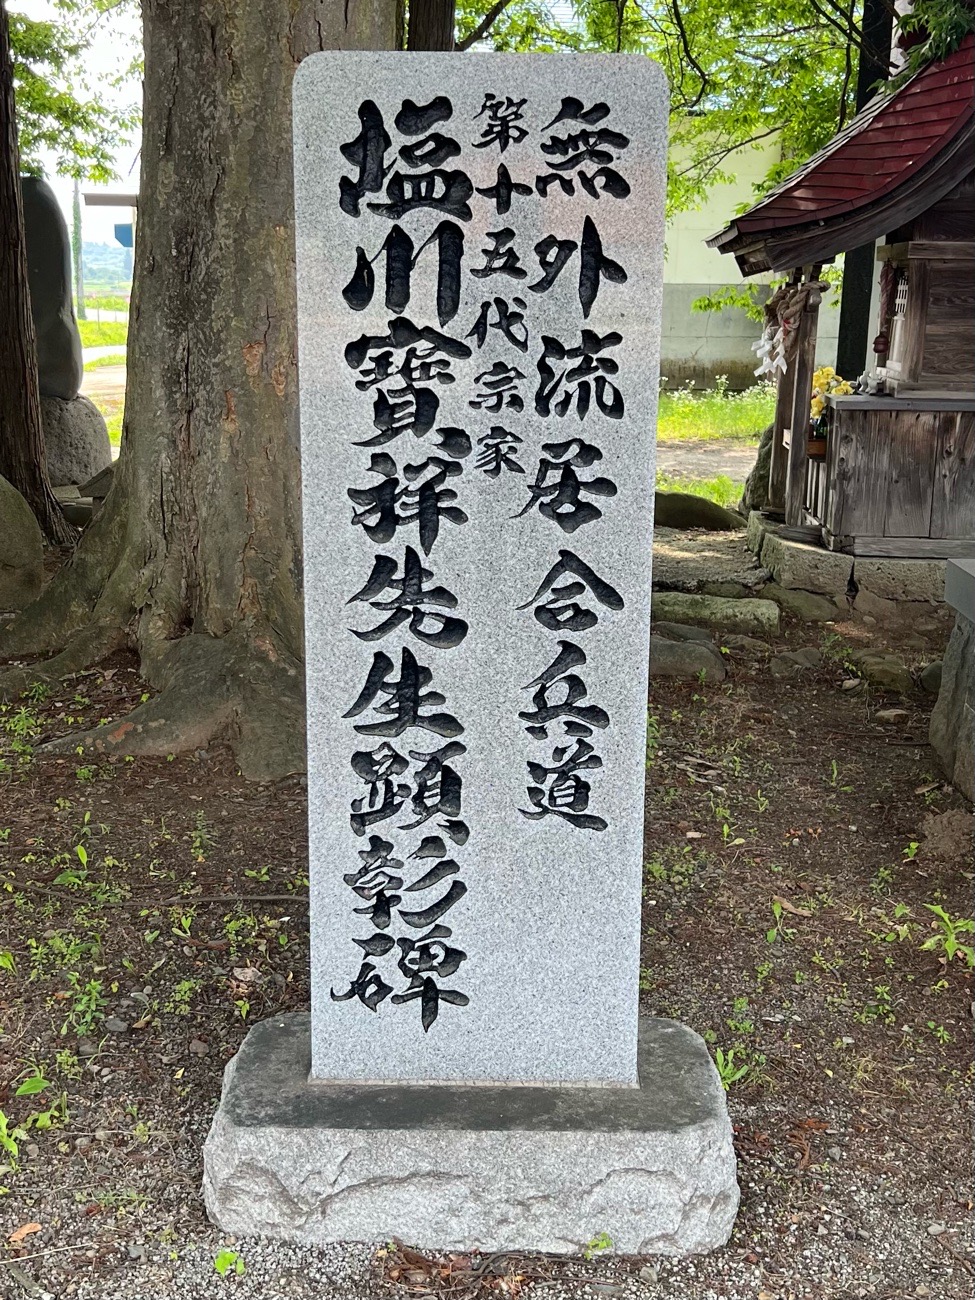 無外流居合兵道
第十五代宗家
塩川寶祥先生顕彰碑